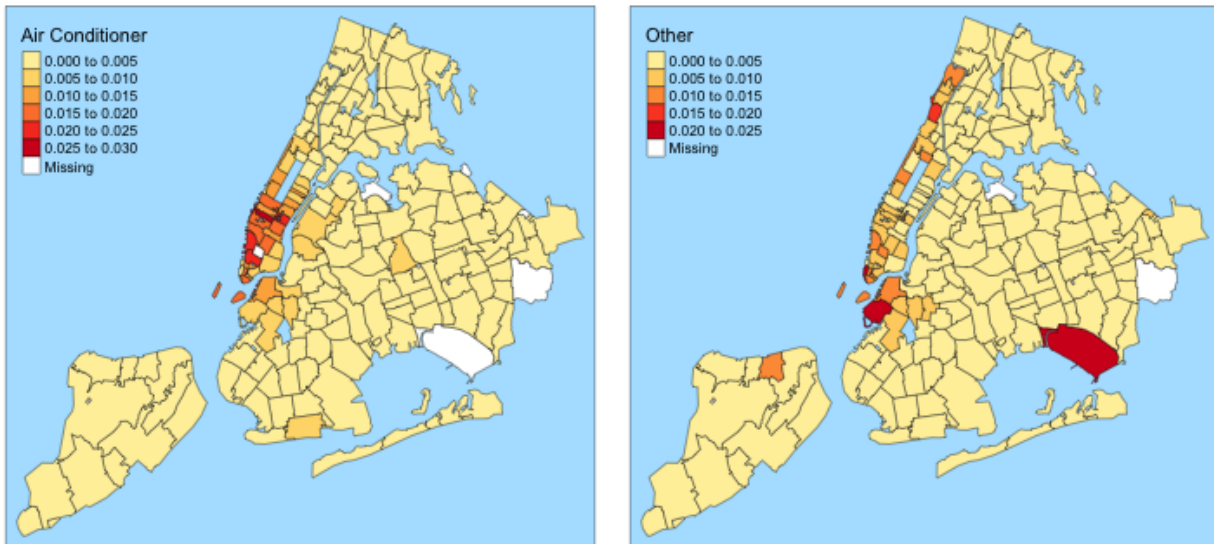 Air Conditioner
0.000 to 0.005
0.005 to 0.010
0.010 to 0.015
0.015 to 0.020
0.020 to 0.025
0.025 to 0.030
Missing
Other
0.000 to 0.005
0.005 to 0.010
0.010 to 0.015
0.015 to 0.020
0.020 to 0.025
Missing